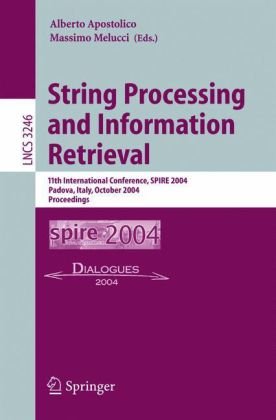 Alberto Apostolico
Massimo Melucci (Eds.)
LNCS 3246
String Processing
and Information
Retrieval
11th International Conference, SPIRE 2004
Padova, Italy, October 2004
Proceedings
spire 2004
DIALOGUES
2004
Springer